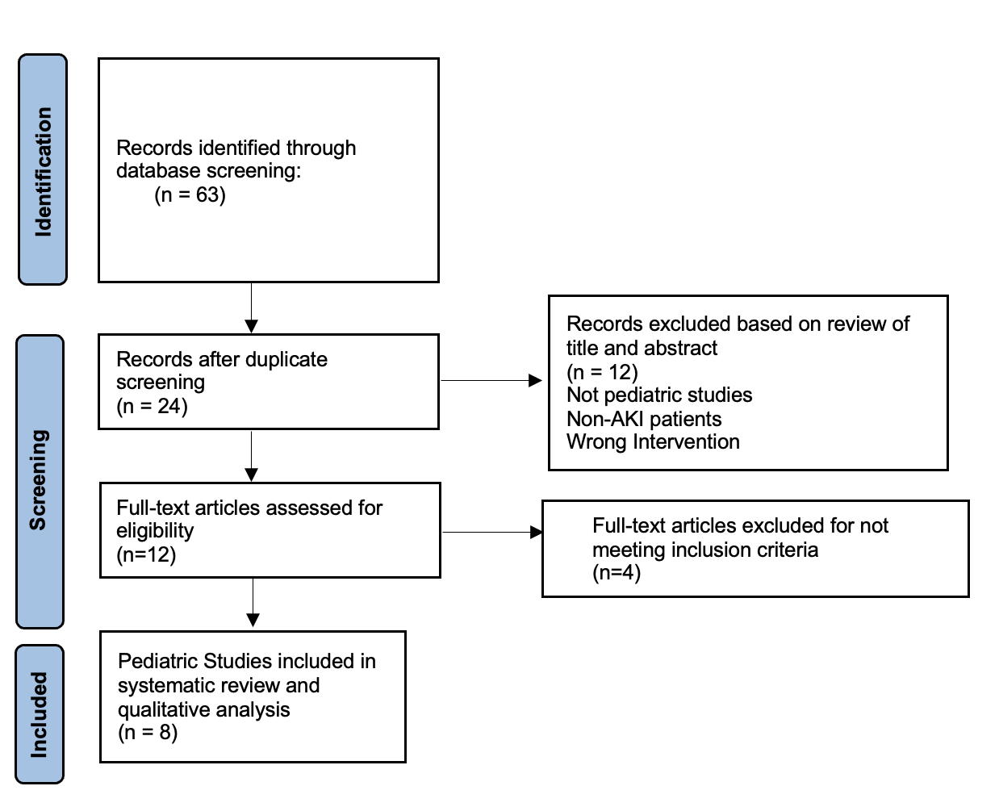 Identification
Records identified through
database screening:
(n = 63)
Screening
Records after duplicate
screening
(n = 24)
Records excluded based on review of
title and abstract
(n = 12)
Not pediatric studies
Non-AKI patients
Wrong Intervention
Full-text articles assessed for
eligibility
(n=12)
Full-text articles excluded for not
meeting inclusion criteria
(n=4)
Included
Pediatric Studies included in
systematic review and
qualitative analysis
(n = 8)